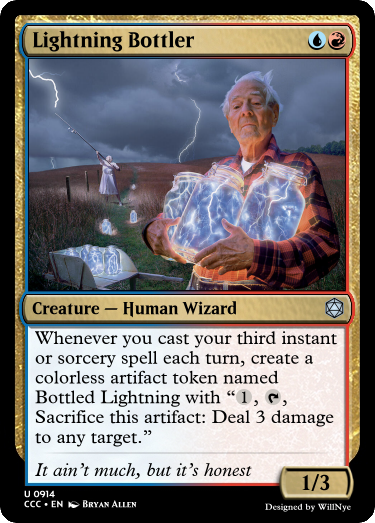 Lightning Bottler
Creature — Human Wizard
Whenever you cast your third instant
or sorcery spell each turn, create a
colorless artifact token named
Bottled Lightning with “1, ,
Sacrifice this artifact: Deal 3 damage
to any target.”
It ain't much, but it's honest
1/3
U 0914
CCC • EN Bryan Allen
Designed by WillNye